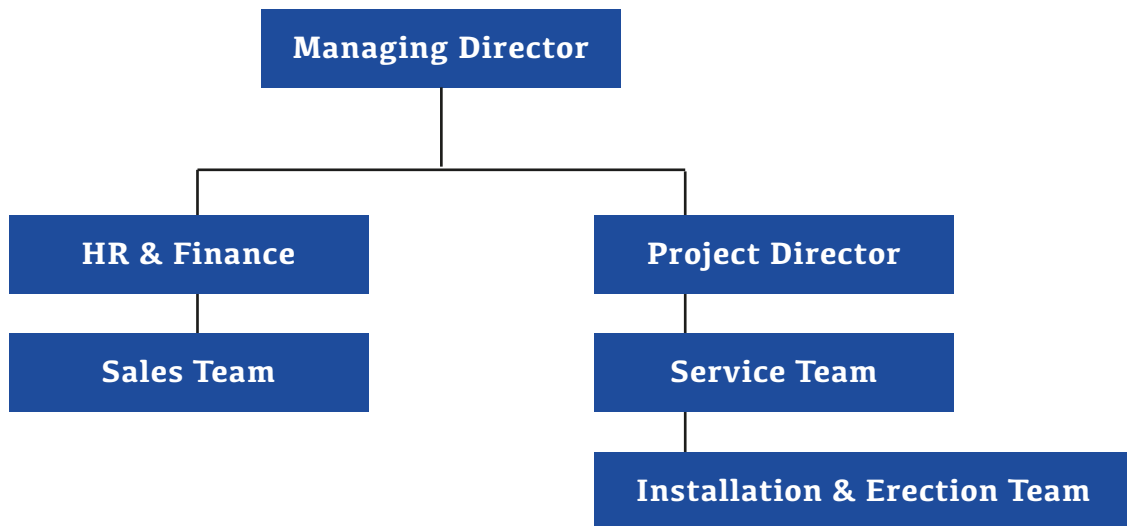 Managing Director
HR & Finance
Project Director
Sales Team
Service Team
Installation & Erection Team